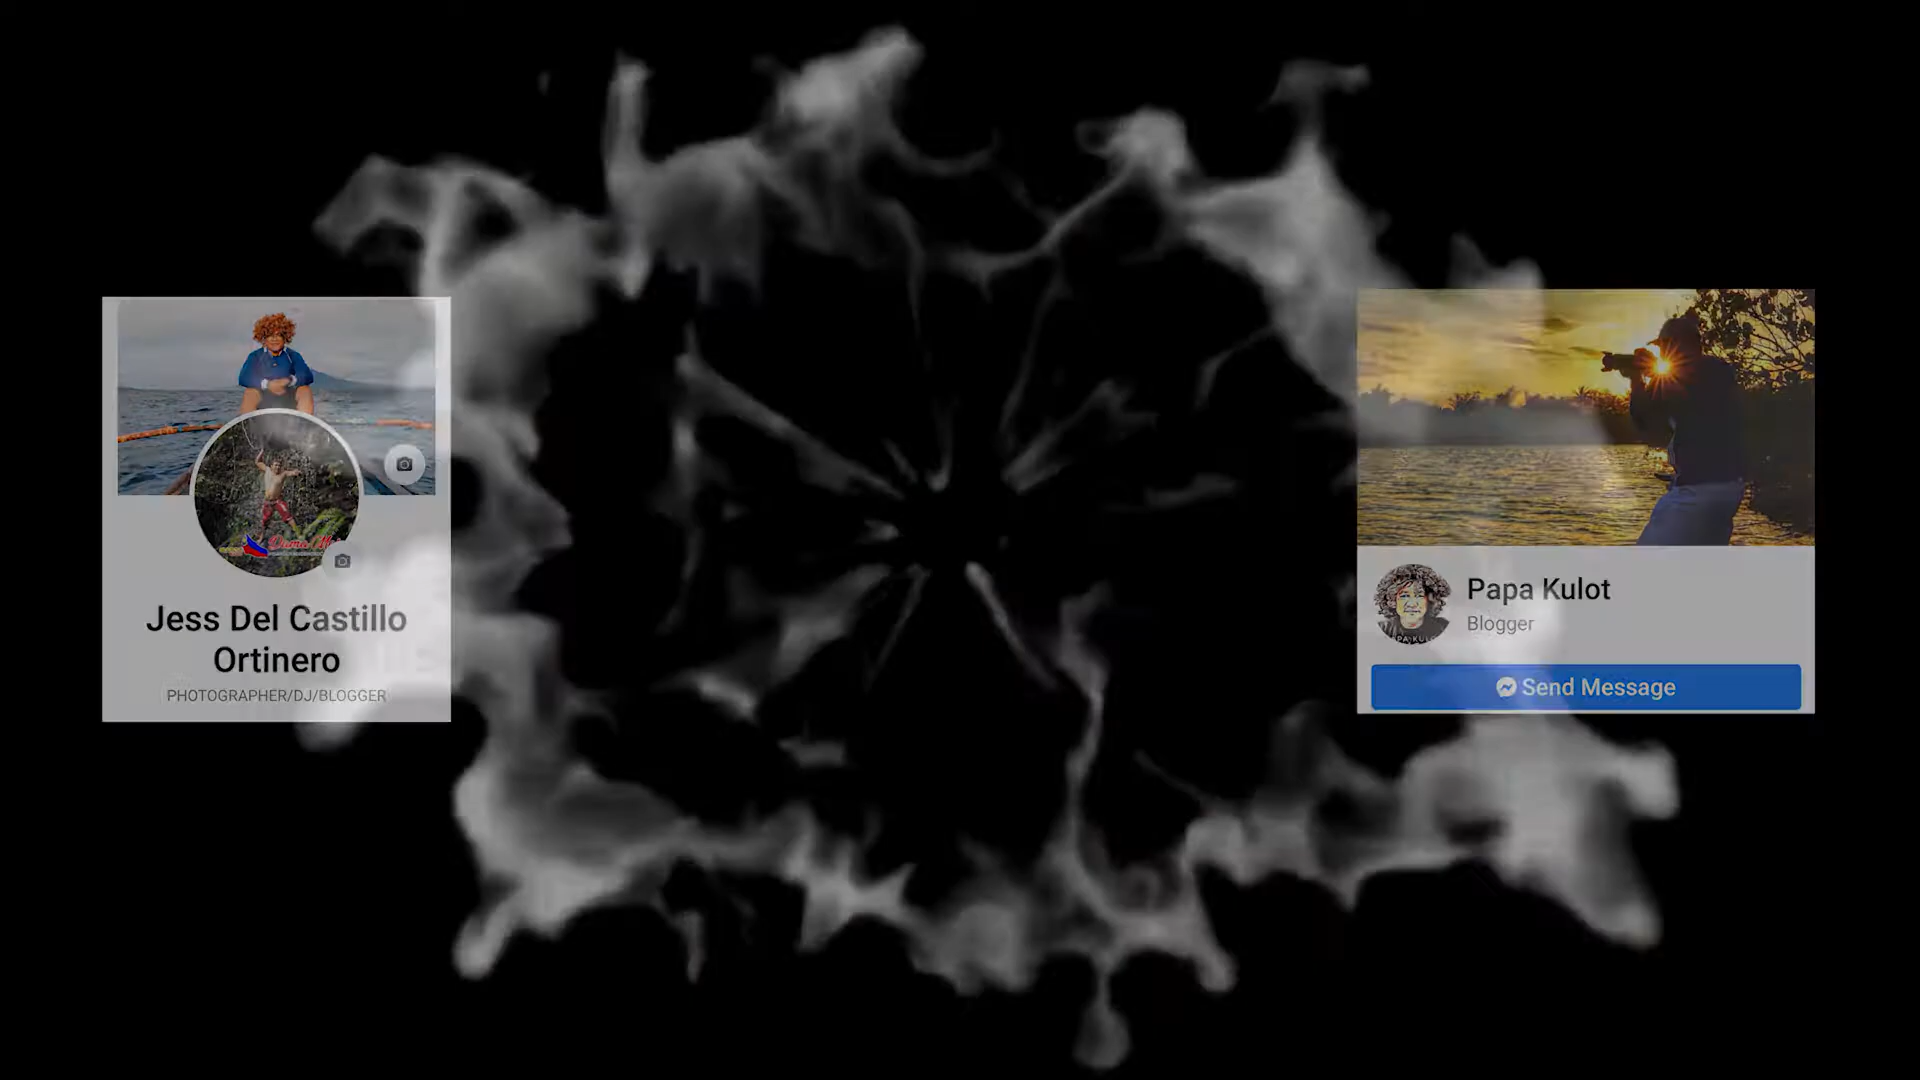 Jess Del Castillo
Ortinero
PHOTOGRAPHER/DJ/BLOGGER
Papa Kulot
Blogger
Send Message